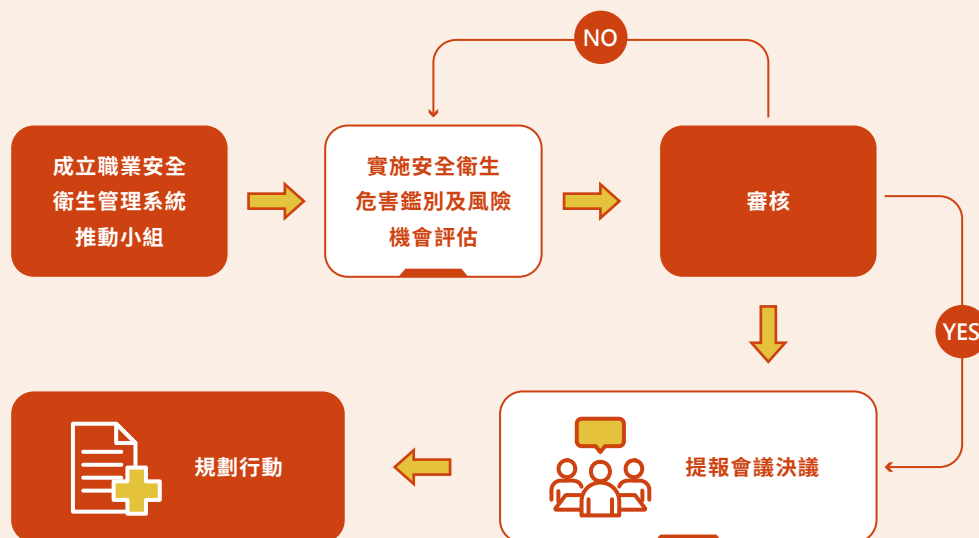 NO
成立職業安全
衛生管理系統
推動小組
實施安全衛生
危害鑑別及風險
機會評估
審核
YES
規劃行動
提報會議決議